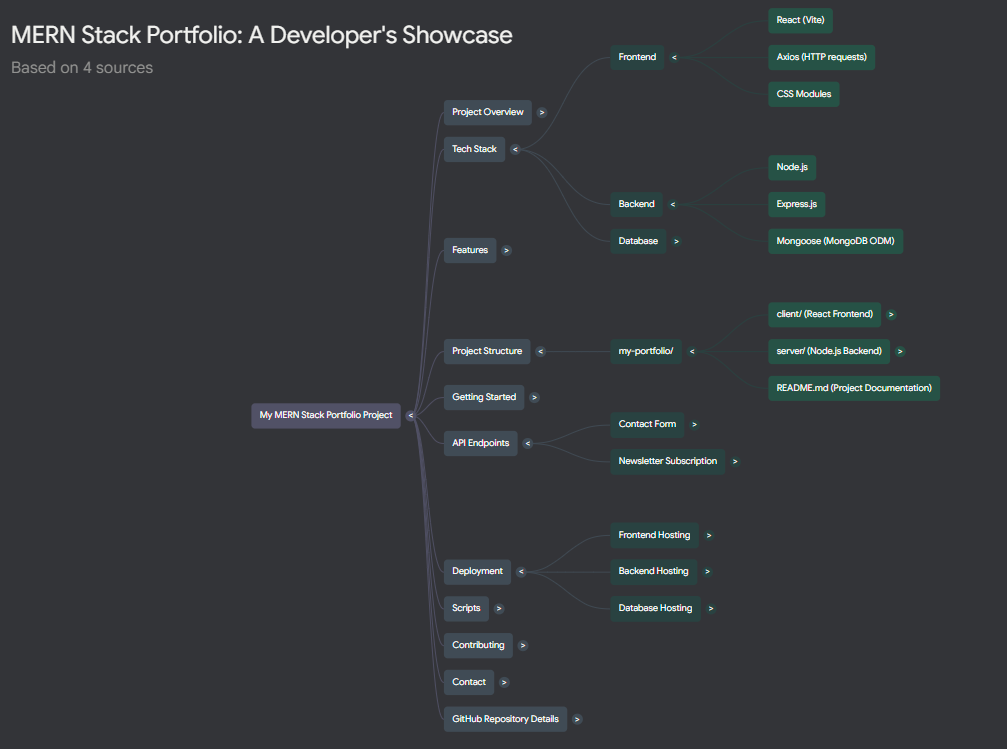 MERN Stack Portfolio: A Developer's Showcase
Based on 4 sources
My MERN Stack Portfolio Project <
Project Overview >
Tech Stack <
Frontend <
React (Vite)
Axios (HTTP requests)
CSS Modules
Backend <
Node.js
Express.js
Mongoose (MongoDB ODM)
Database >
Features >
Project Structure <
my-portfolio/ <
client/ (React Frontend) >
server/ (Node.js Backend) >
README.md (Project Documentation)
Getting Started >
API Endpoints <
Contact Form >
Newsletter Subscription >
Deployment <
Frontend Hosting >
Backend Hosting >
Database Hosting >
Scripts >
Contributing >
Contact >
GitHub Repository Details >